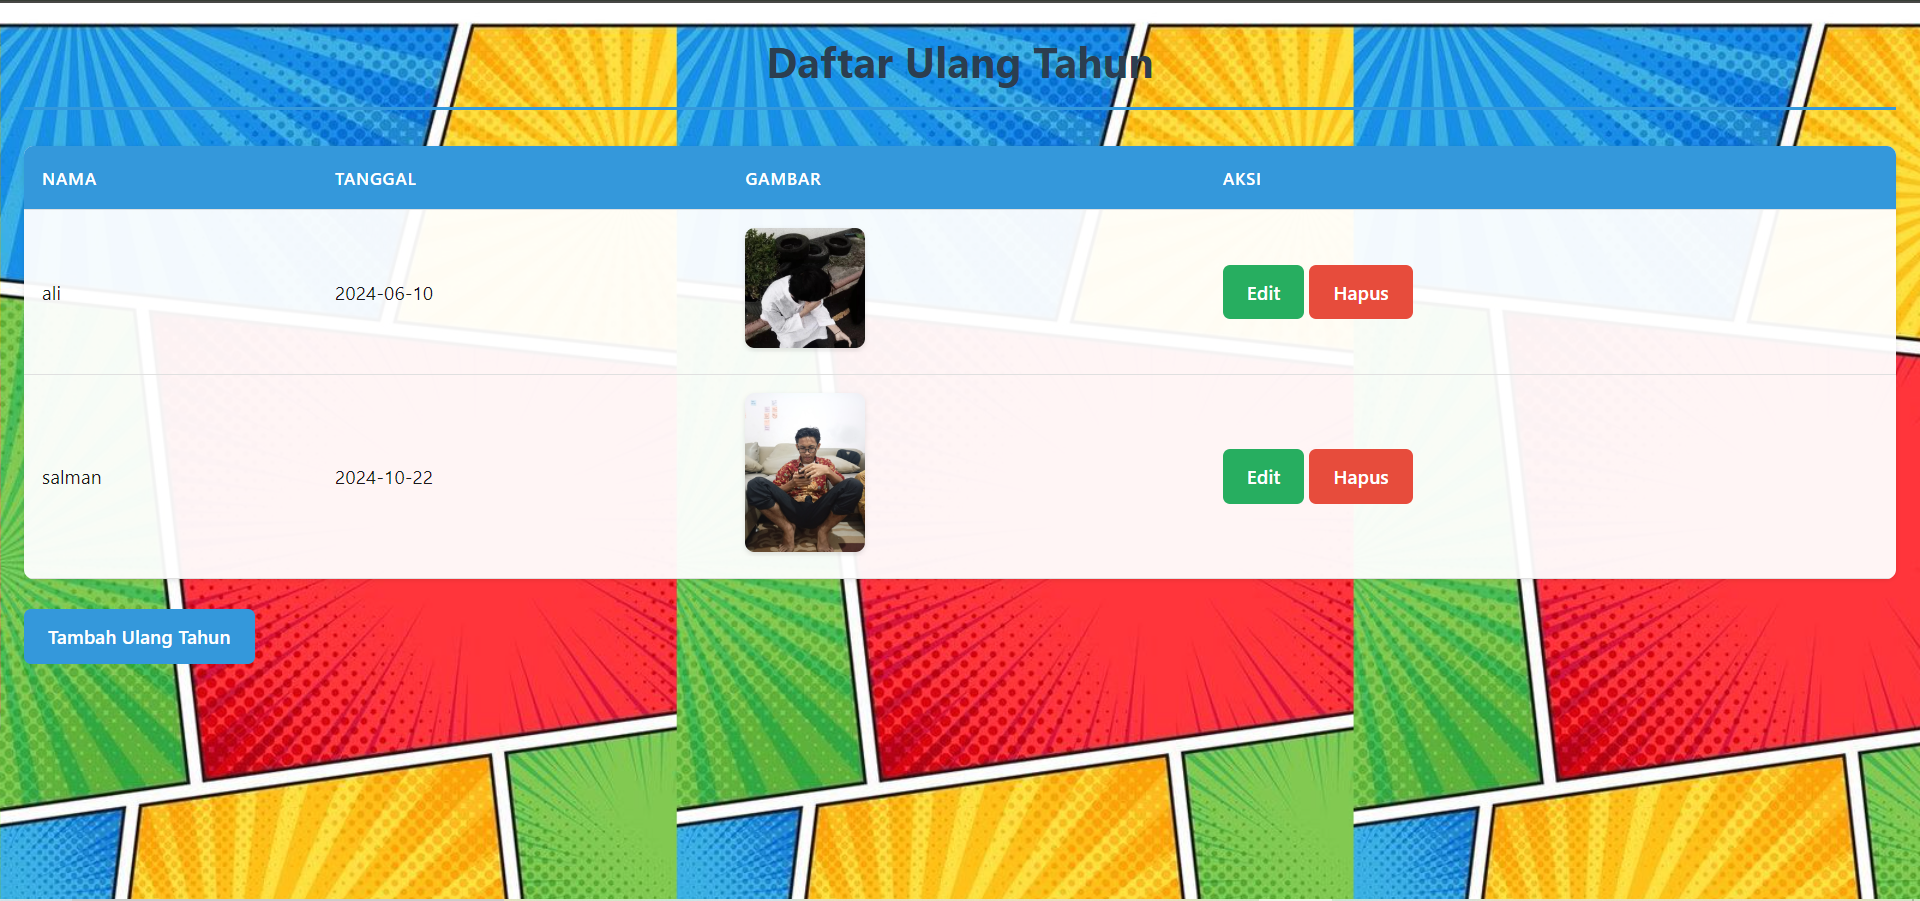 Daftar Ulang Tahun
NAMA TANGGAL GAMBAR AKSI
ali 2024-06-10 Edit Hapus
salman 2024-10-22 Edit Hapus
Tambah Ulang Tahun